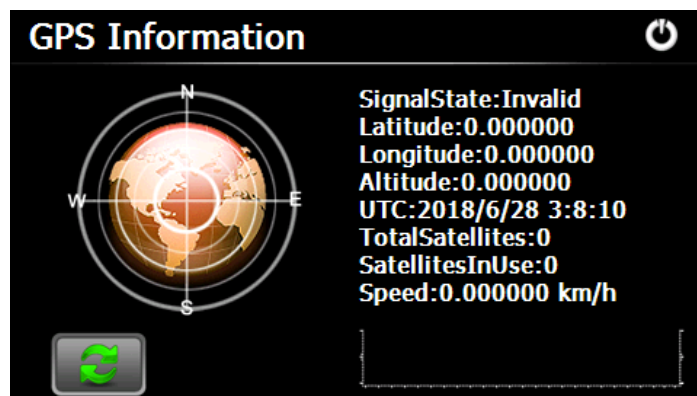 GPS Information
N
W
E
S
SignalState:Invalid
Latitude:0.000000
Longitude:0.000000
Altitude:0.000000
UTC:2018/6/28 3:8:10
TotalSatellites:0
SatellitesInUse:0
Speed:0.000000 km/h